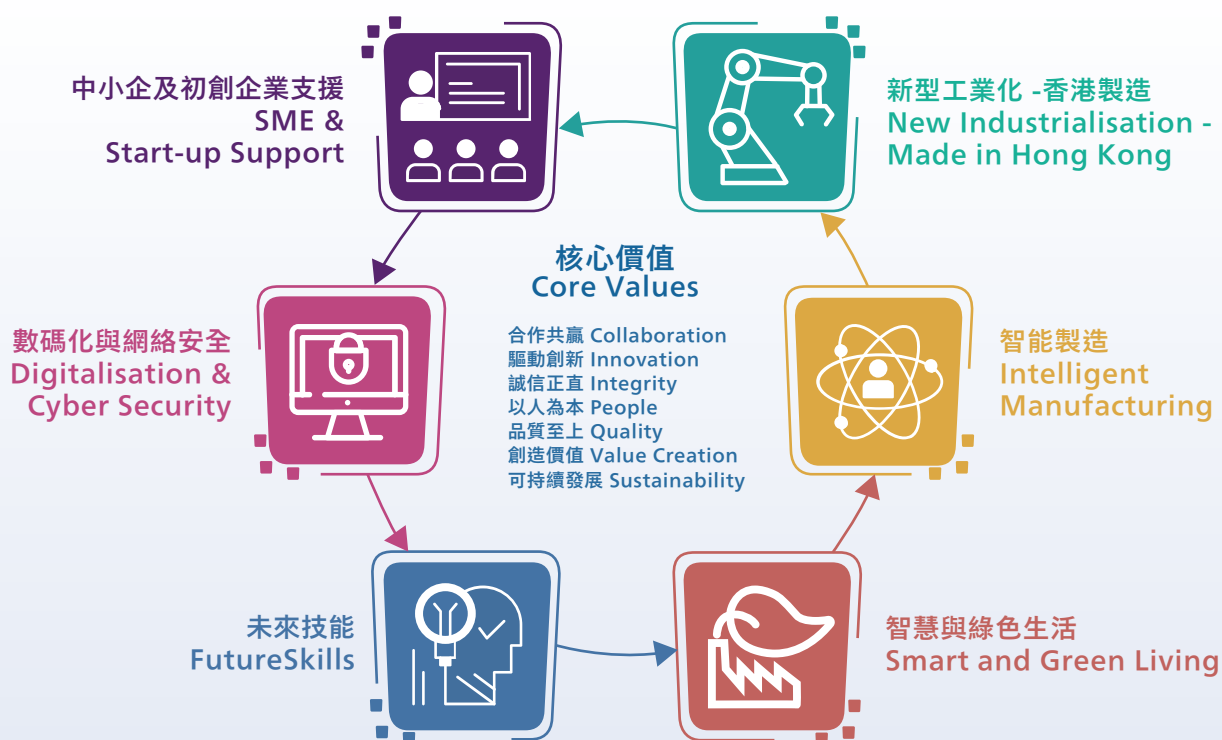 中小企及初創企業支援
SME &
Start-up Support
新型工業化 -香港製造
New Industrialisation -
Made in Hong Kong
核心價值
Core Values
合作共贏 Collaboration
驅動創新 Innovation
誠信正直 Integrity
以人為本 People
品質至上 Quality
創造價值 Value Creation
可持續發展 Sustainability
數碼化與網絡安全
Digitalisation &
Cyber Security
智能製造
Intelligent
Manufacturing
未來技能
FutureSkills
智慧與綠色生活
Smart and Green Living